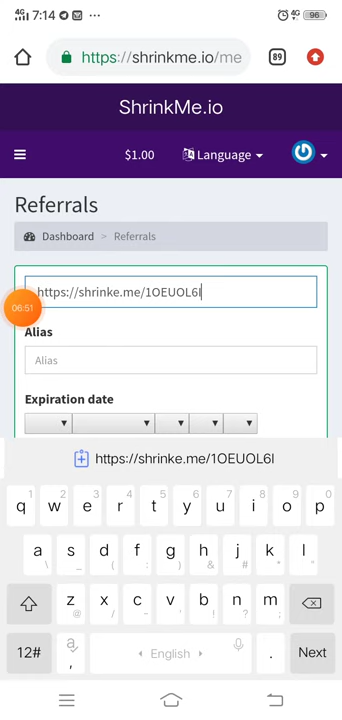 4G 7:14 ... 4G 96
https://shrinkme.io/me 89
ShrinkMe.io
$1.00 Language
Referrals
Dashboard > Referrals
https://shrinke.me/1OEUOL6I
06:51
Alias
Alias
Expiration date
https://shrinke.me/1OEUOL6I
1 2 3 4 5 6 7 8 9 0
q w e r t y u i o p
a s d f g h j k l
\ _ ( : ) & # * "
z x c v b n m
@ / - ' ! ? ;
12# , English . Next